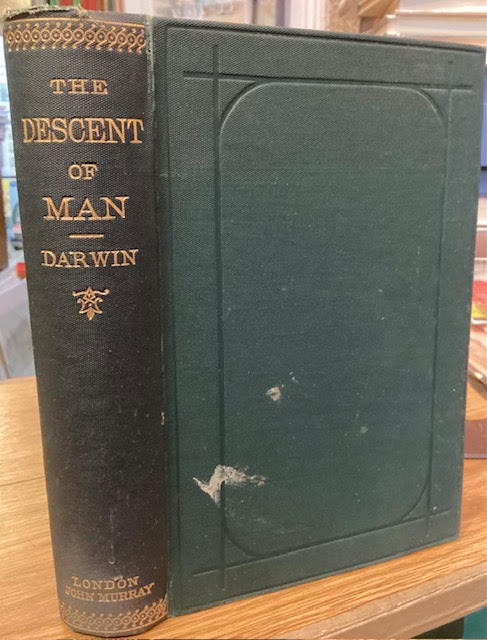 THE
DESCENT
OF
MAN
DARWIN
LONDON
JOHN MURRAY